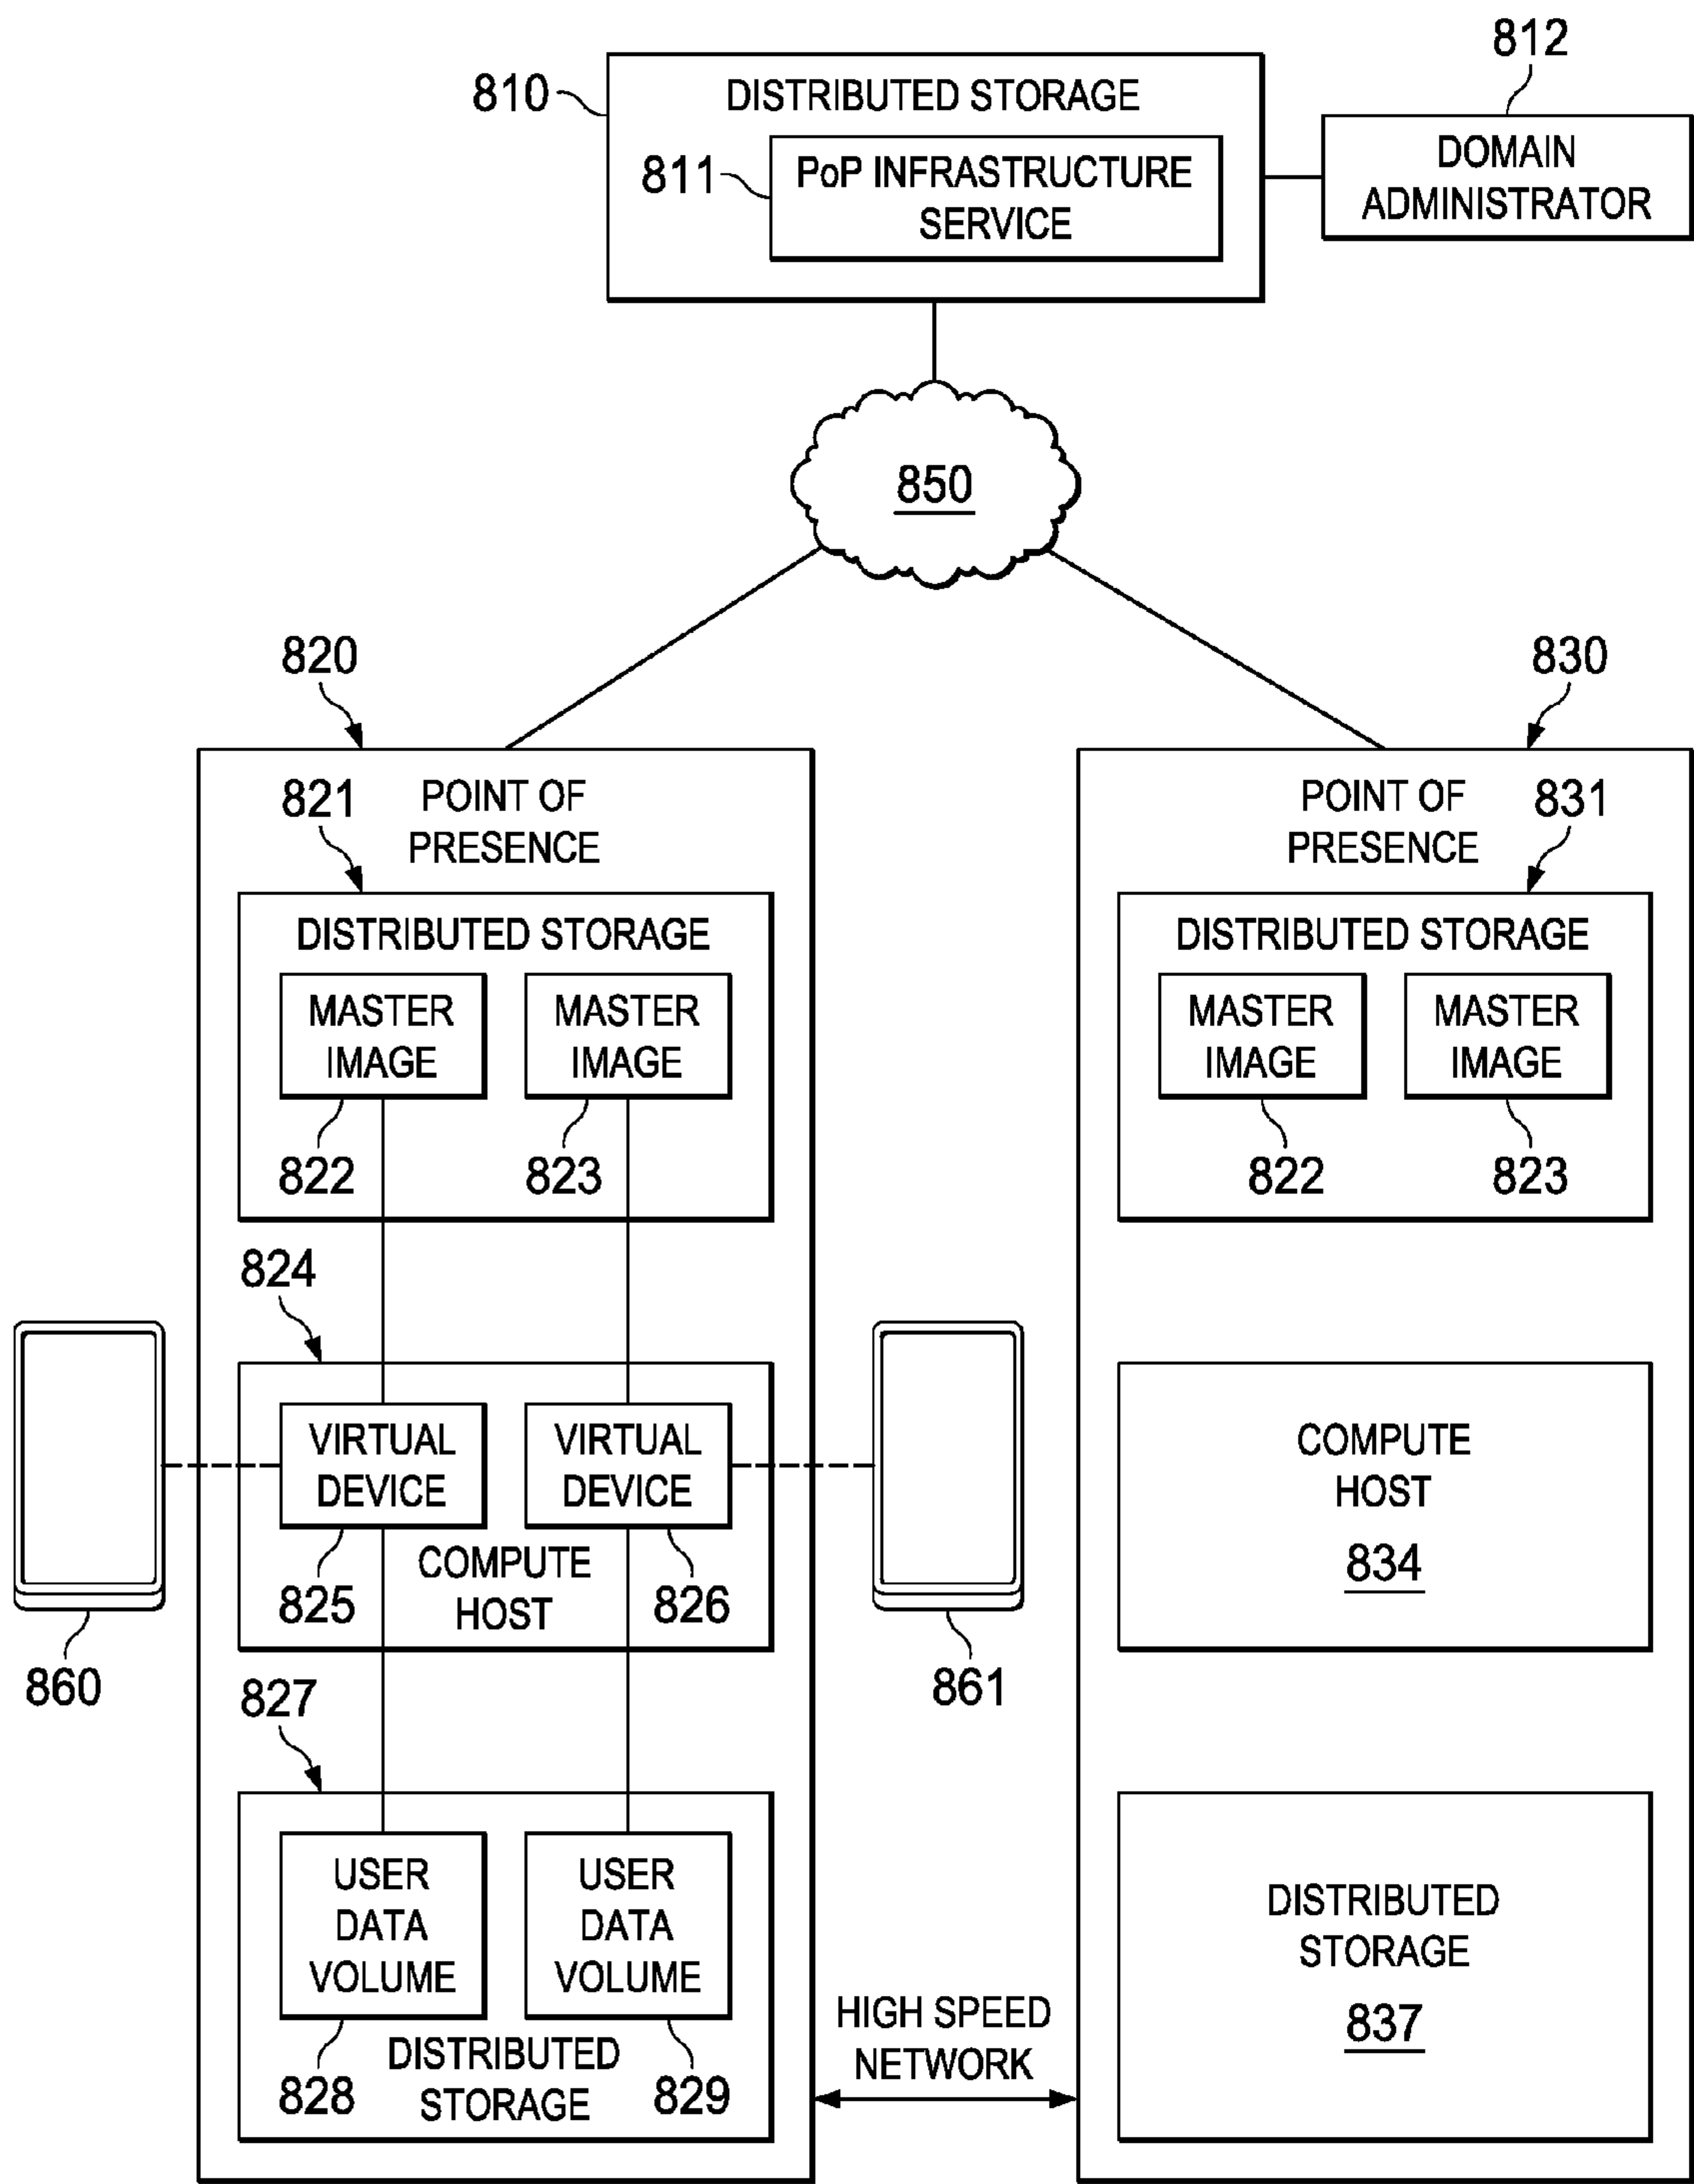 812
810
DISTRIBUTED STORAGE
811
PoP INFRASTRUCTURE
SERVICE
DOMAIN
ADMINISTRATOR
850
820
830
POINT OF
PRESENCE
821
DISTRIBUTED STORAGE
MASTER
IMAGE
MASTER
IMAGE
822
823
POINT OF
PRESENCE
831
DISTRIBUTED STORAGE
MASTER
IMAGE
MASTER
IMAGE
822
823
824
VIRTUAL
DEVICE
VIRTUAL
DEVICE
825
COMPUTE
HOST
826
860
861
COMPUTE
HOST
834
827
USER
DATA
VOLUME
USER
DATA
VOLUME
828
DISTRIBUTED
STORAGE
829
HIGH SPEED
NETWORK
DISTRIBUTED
STORAGE
837